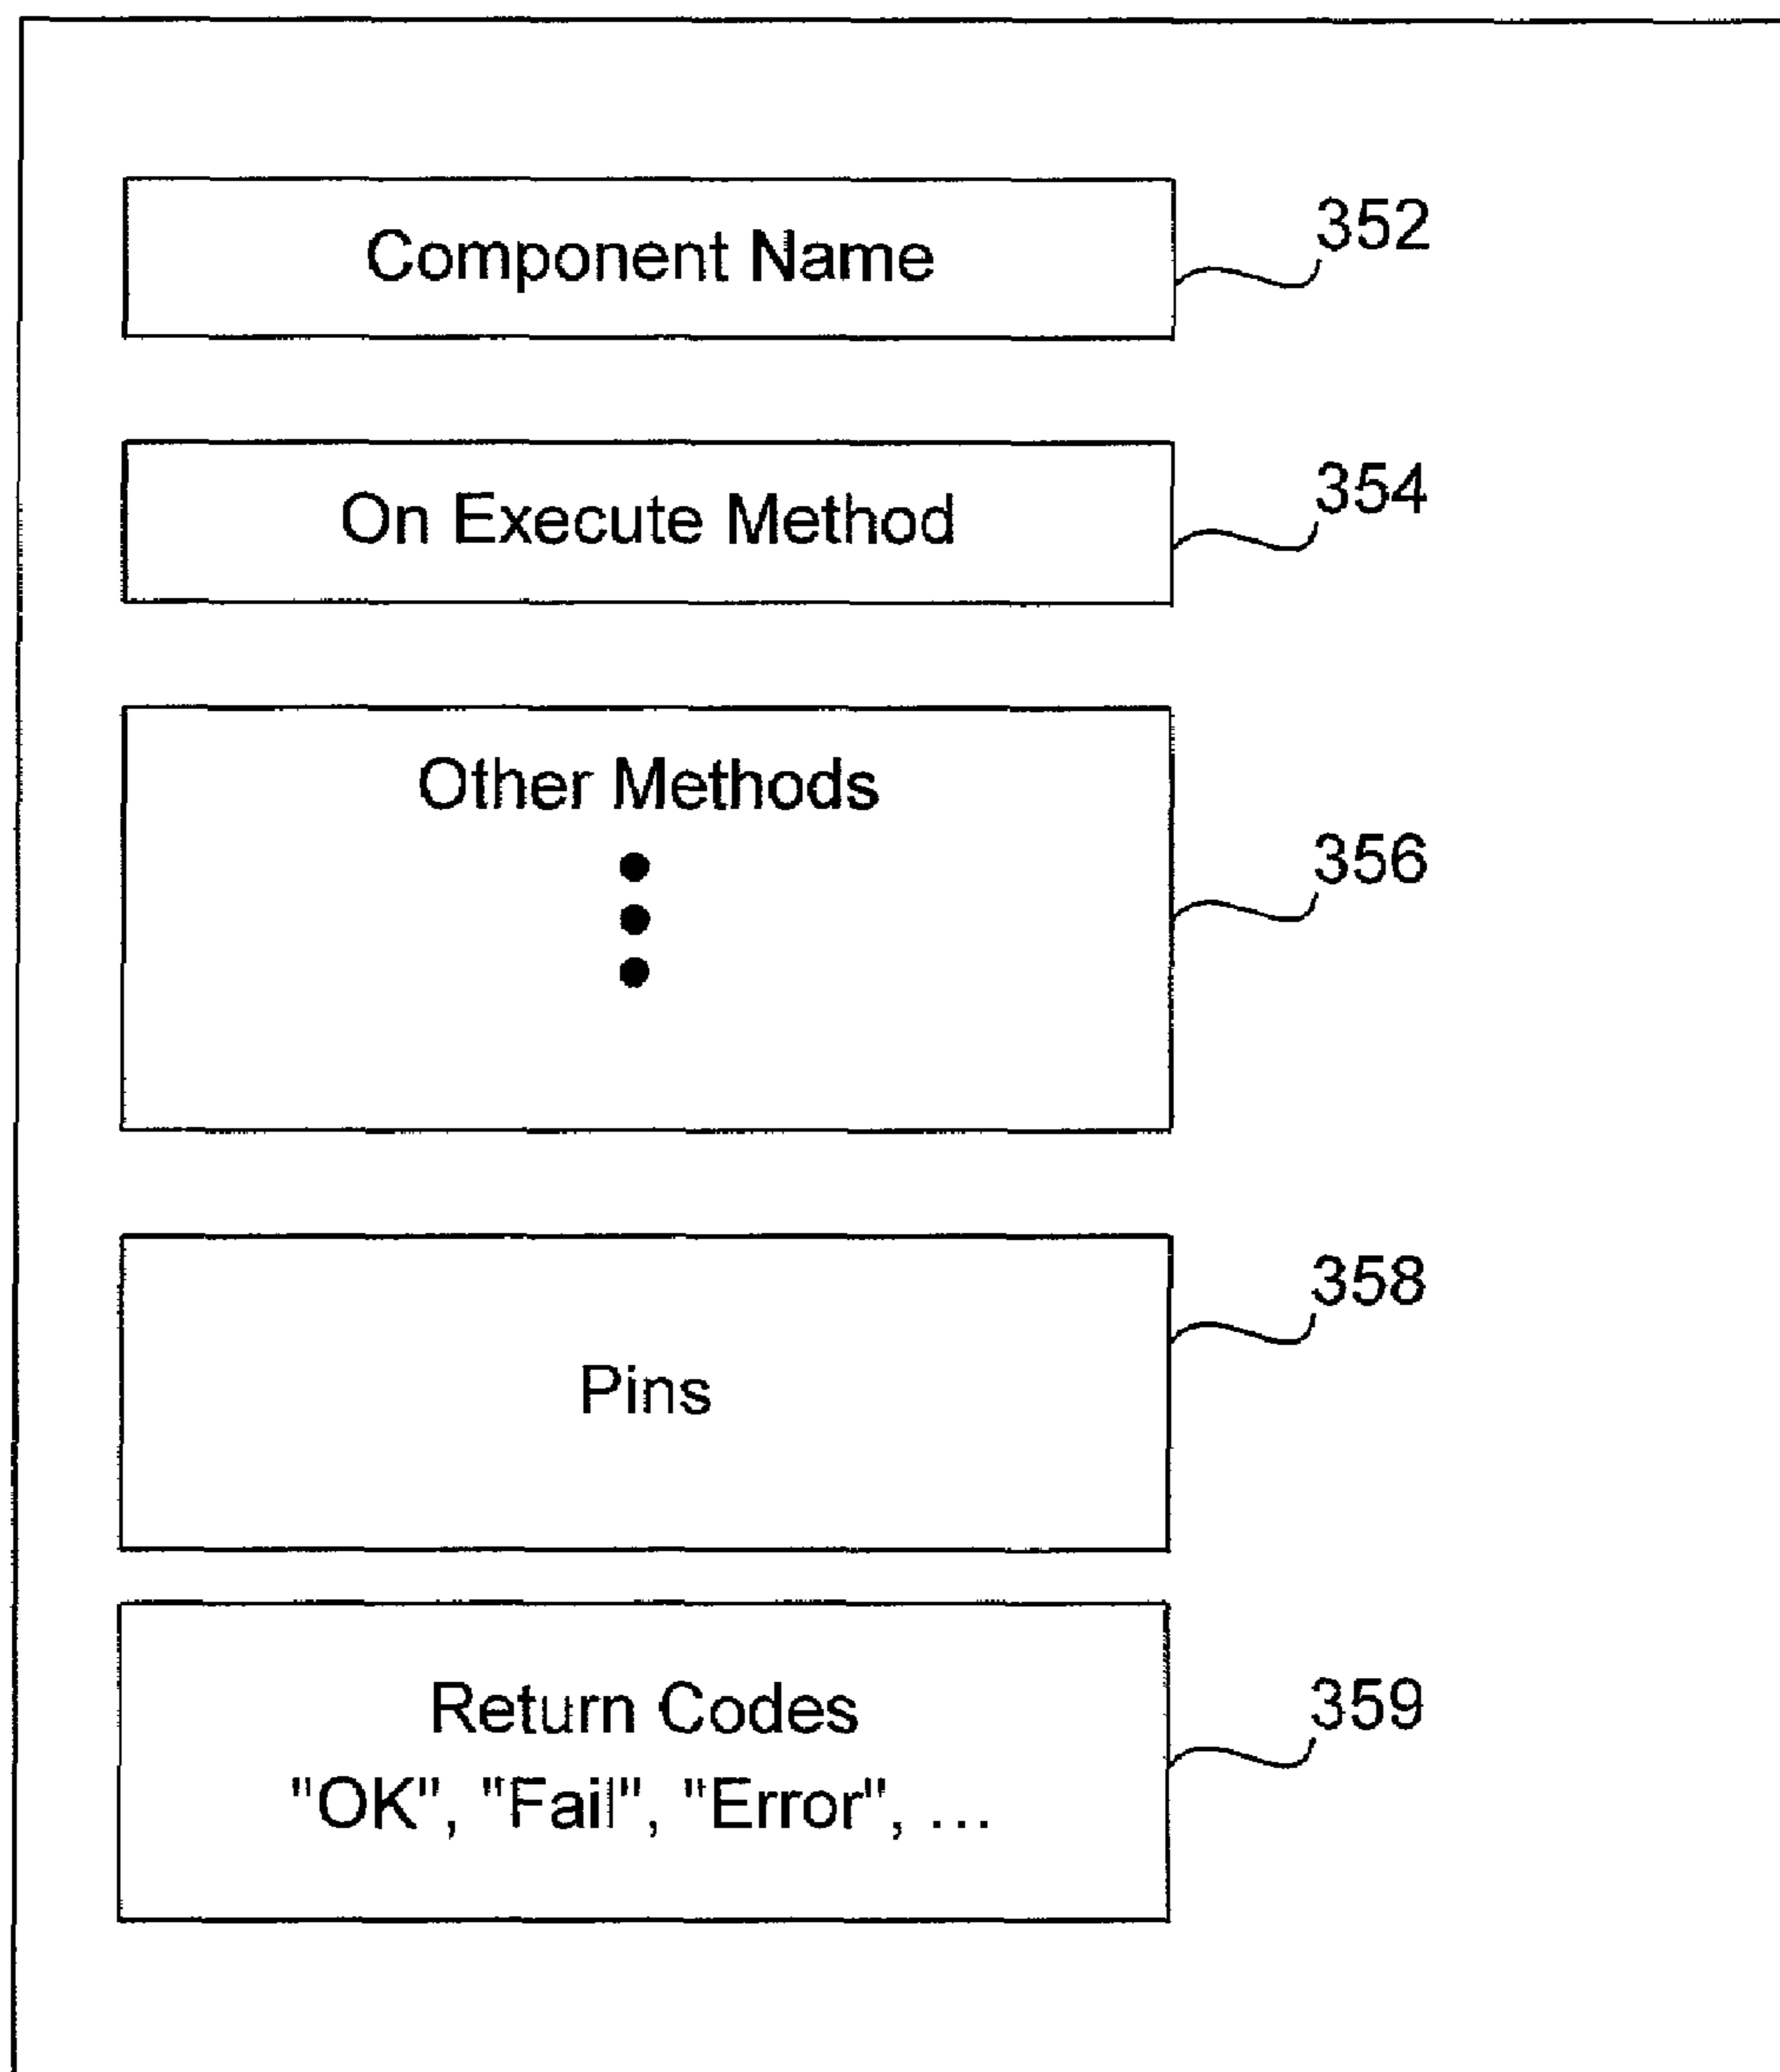 Component Name
352
On Execute Method
354
Other Methods
356
Pins
358
Return Codes
"OK", "Fail", "Error", ...
359